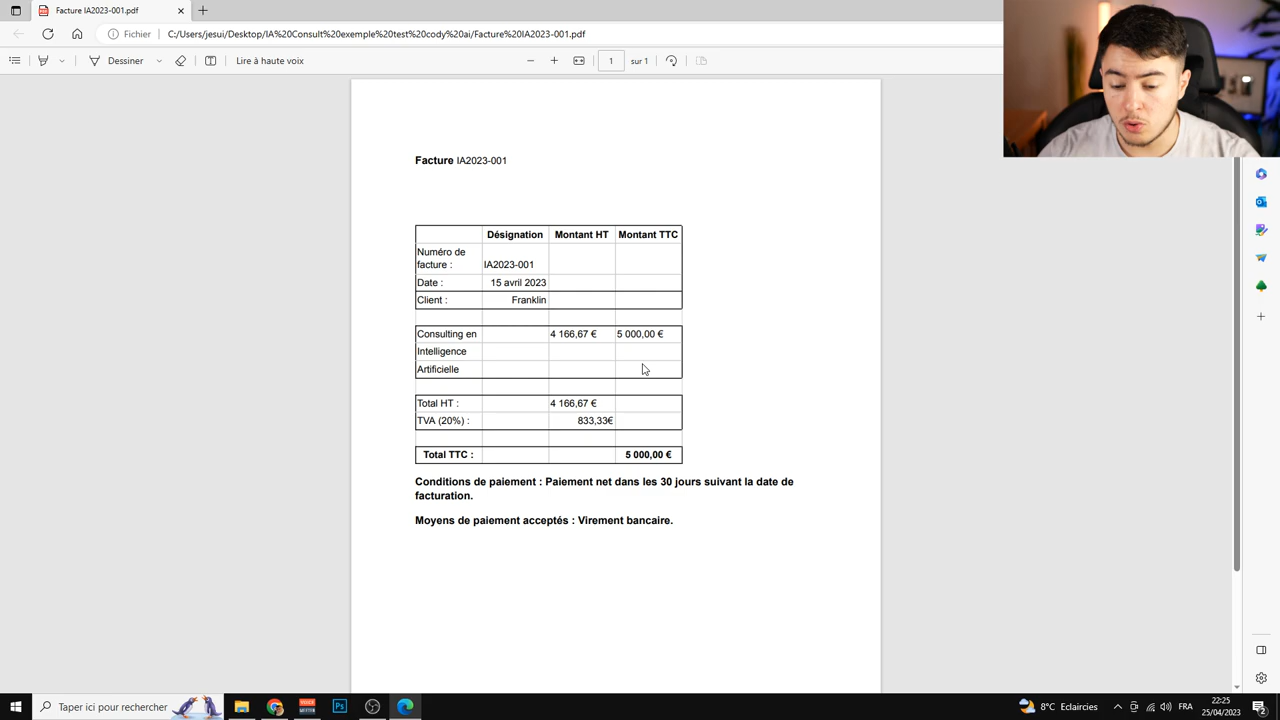 Facture IA2023-001.pdf
Fichier C:/Users/jesui/Desktop/IA%20Consult%20exemple%20test%20cody%20ai/Facture%20IA2023-001.pdf
Dessiner Lire à haute voix 1 sur 1
Facture IA2023-001
Désignation Montant HT Montant TTC
Numéro de
facture : IA2023-001
Date : 15 avril 2023
Client : Franklin
Consulting en 4 166,67 € 5 000,00 €
Intelligence
Artificielle
Total HT : 4 166,67 €
TVA (20%) : 833,33€
Total TTC : 5 000,00 €
Conditions de paiement : Paiement net dans les 30 jours suivant la date de
facturation.
Moyens de paiement acceptés : Virement bancaire.
Taper ici pour rechercher Ps 8°C Eclaircies FRA 22:25
25/04/2023 2